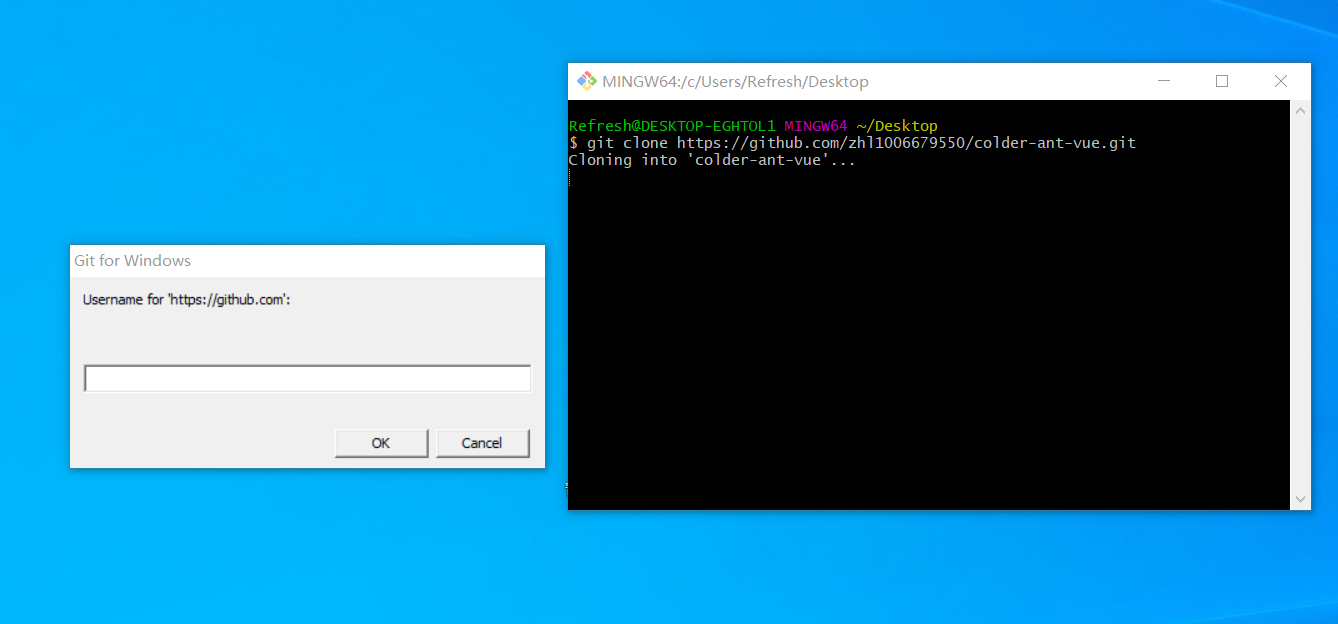 MINGW64:/c/Users/Refresh/Desktop
Refresh@DESKTOP-EGHTOL1 MINGW64 ~/Desktop
$ git clone https://github.com/zhl1006679550/colder-ant-vue.git
Cloning into 'colder-ant-vue'...
Git for Windows
Username for 'https://github.com':
OK
Cancel